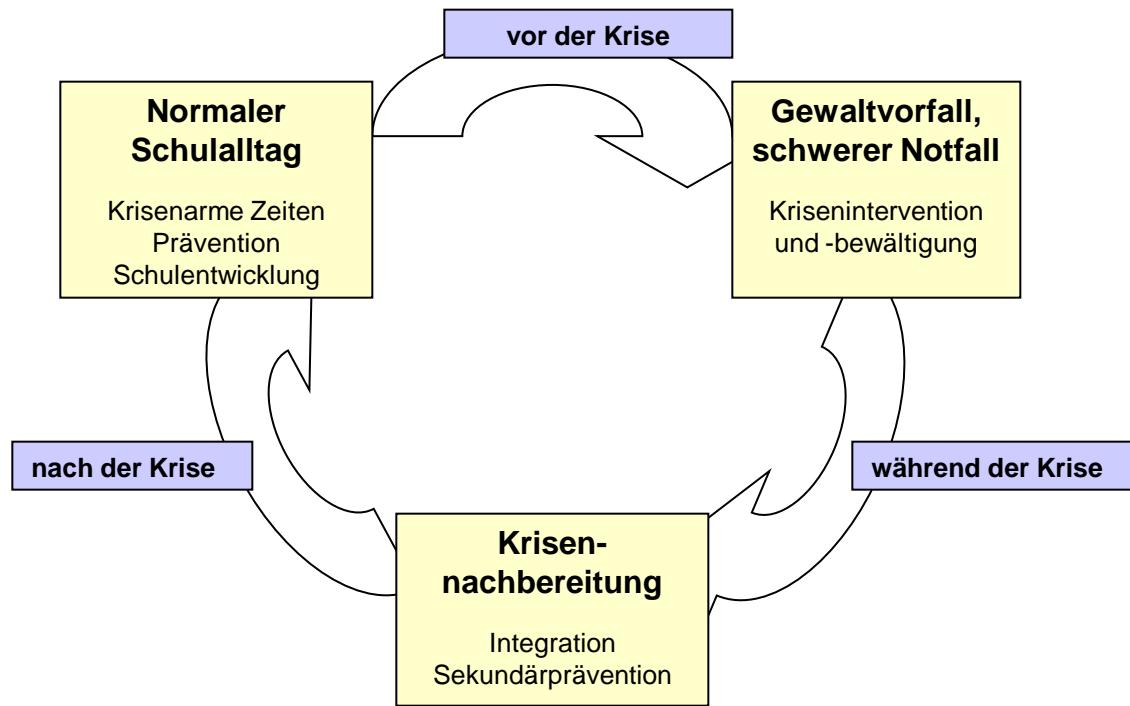 vor der Krise
Normaler
Schulalltag
Krisenarme Zeiten
Prävention
Schulentwicklung
Gewaltvorfall,
schwerer Notfall
Krisenintervention
und -bewältigung
nach der Krise
während der Krise
Krisen-
nachbereitung
Integration
Sekundärprävention